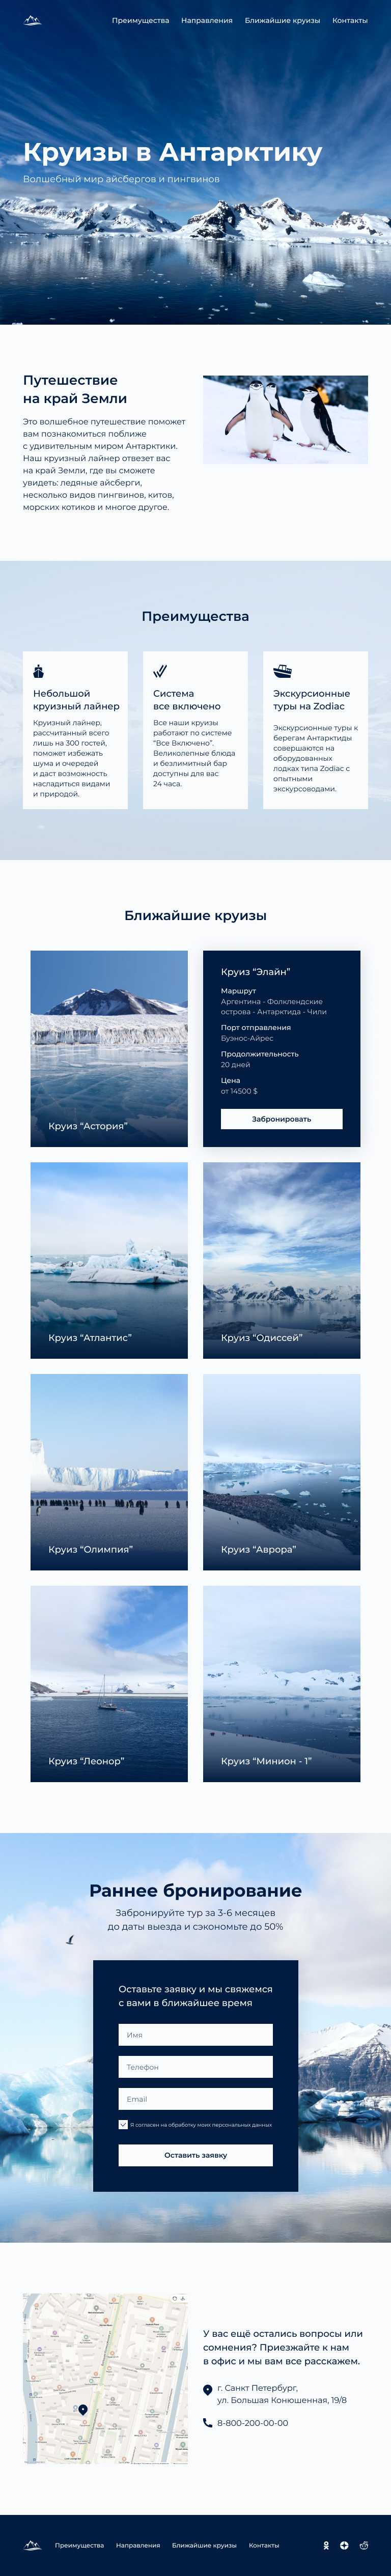 Преимущества Направления Ближайшие круизы Контакты
Круизы в Антарктику
Волшебный мир айсбергов и пингвинов
Путешествие
на край Земли
Это волшебное путешествие поможет
вам познакомиться поближе
с удивительным миром Антарктики.
Наш круизный лайнер отвезет вас
на край Земли, где вы сможете
увидеть: ледяные айсберги,
несколько видов пингвинов, китов,
морских котиков и многое другое.
Преимущества
Небольшой
круизный лайнер
Круизный лайнер,
рассчитанный всего
лишь на 300 гостей,
поможет избежать
шума и очередей
и даст возможность
насладиться видами
и природой.
Система
все включено
Все наши круизы
работают по системе
“Все Включено”.
Великолепные блюда
и безлимитный бар
доступны для вас
24 часа.
Экскурсионные
туры на Zodiac
Экскурсионные туры к
берегам Антарктиды
совершаются на
оборудованных
лодках типа Zodiac с
опытными
экскурсоводами.
Ближайшие круизы
Круиз “Астория”
Круиз “Элайн”
Маршрут
Аргентина - Фолклендские
острова - Антарктида - Чили
Порт отправления
Буэнос-Айрес
Продолжительность
20 дней
Цена
от 14500 $
Забронировать
Круиз “Атлантис”
Круиз “Одиссей”
Круиз “Олимпия”
Круиз “Аврора”
Круиз “Леонор”
Круиз “Минион - 1”
Раннее бронирование
Забронируйте тур за 3-6 месяцев
до даты выезда и сэкономьте до 50%
Оставьте заявку и мы свяжемся
с вами в ближайшее время
Имя
Телефон
Email
Я согласен на обработку моих персональных данных
Оставить заявку
У вас ещё остались вопросы или
сомнения? Приезжайте к нам
в офис и мы вам все расскажем.
г. Санкт Петербург,
ул. Большая Конюшенная, 19/8
8-800-200-00-00
Преимущества Направления Ближайшие круизы Контакты